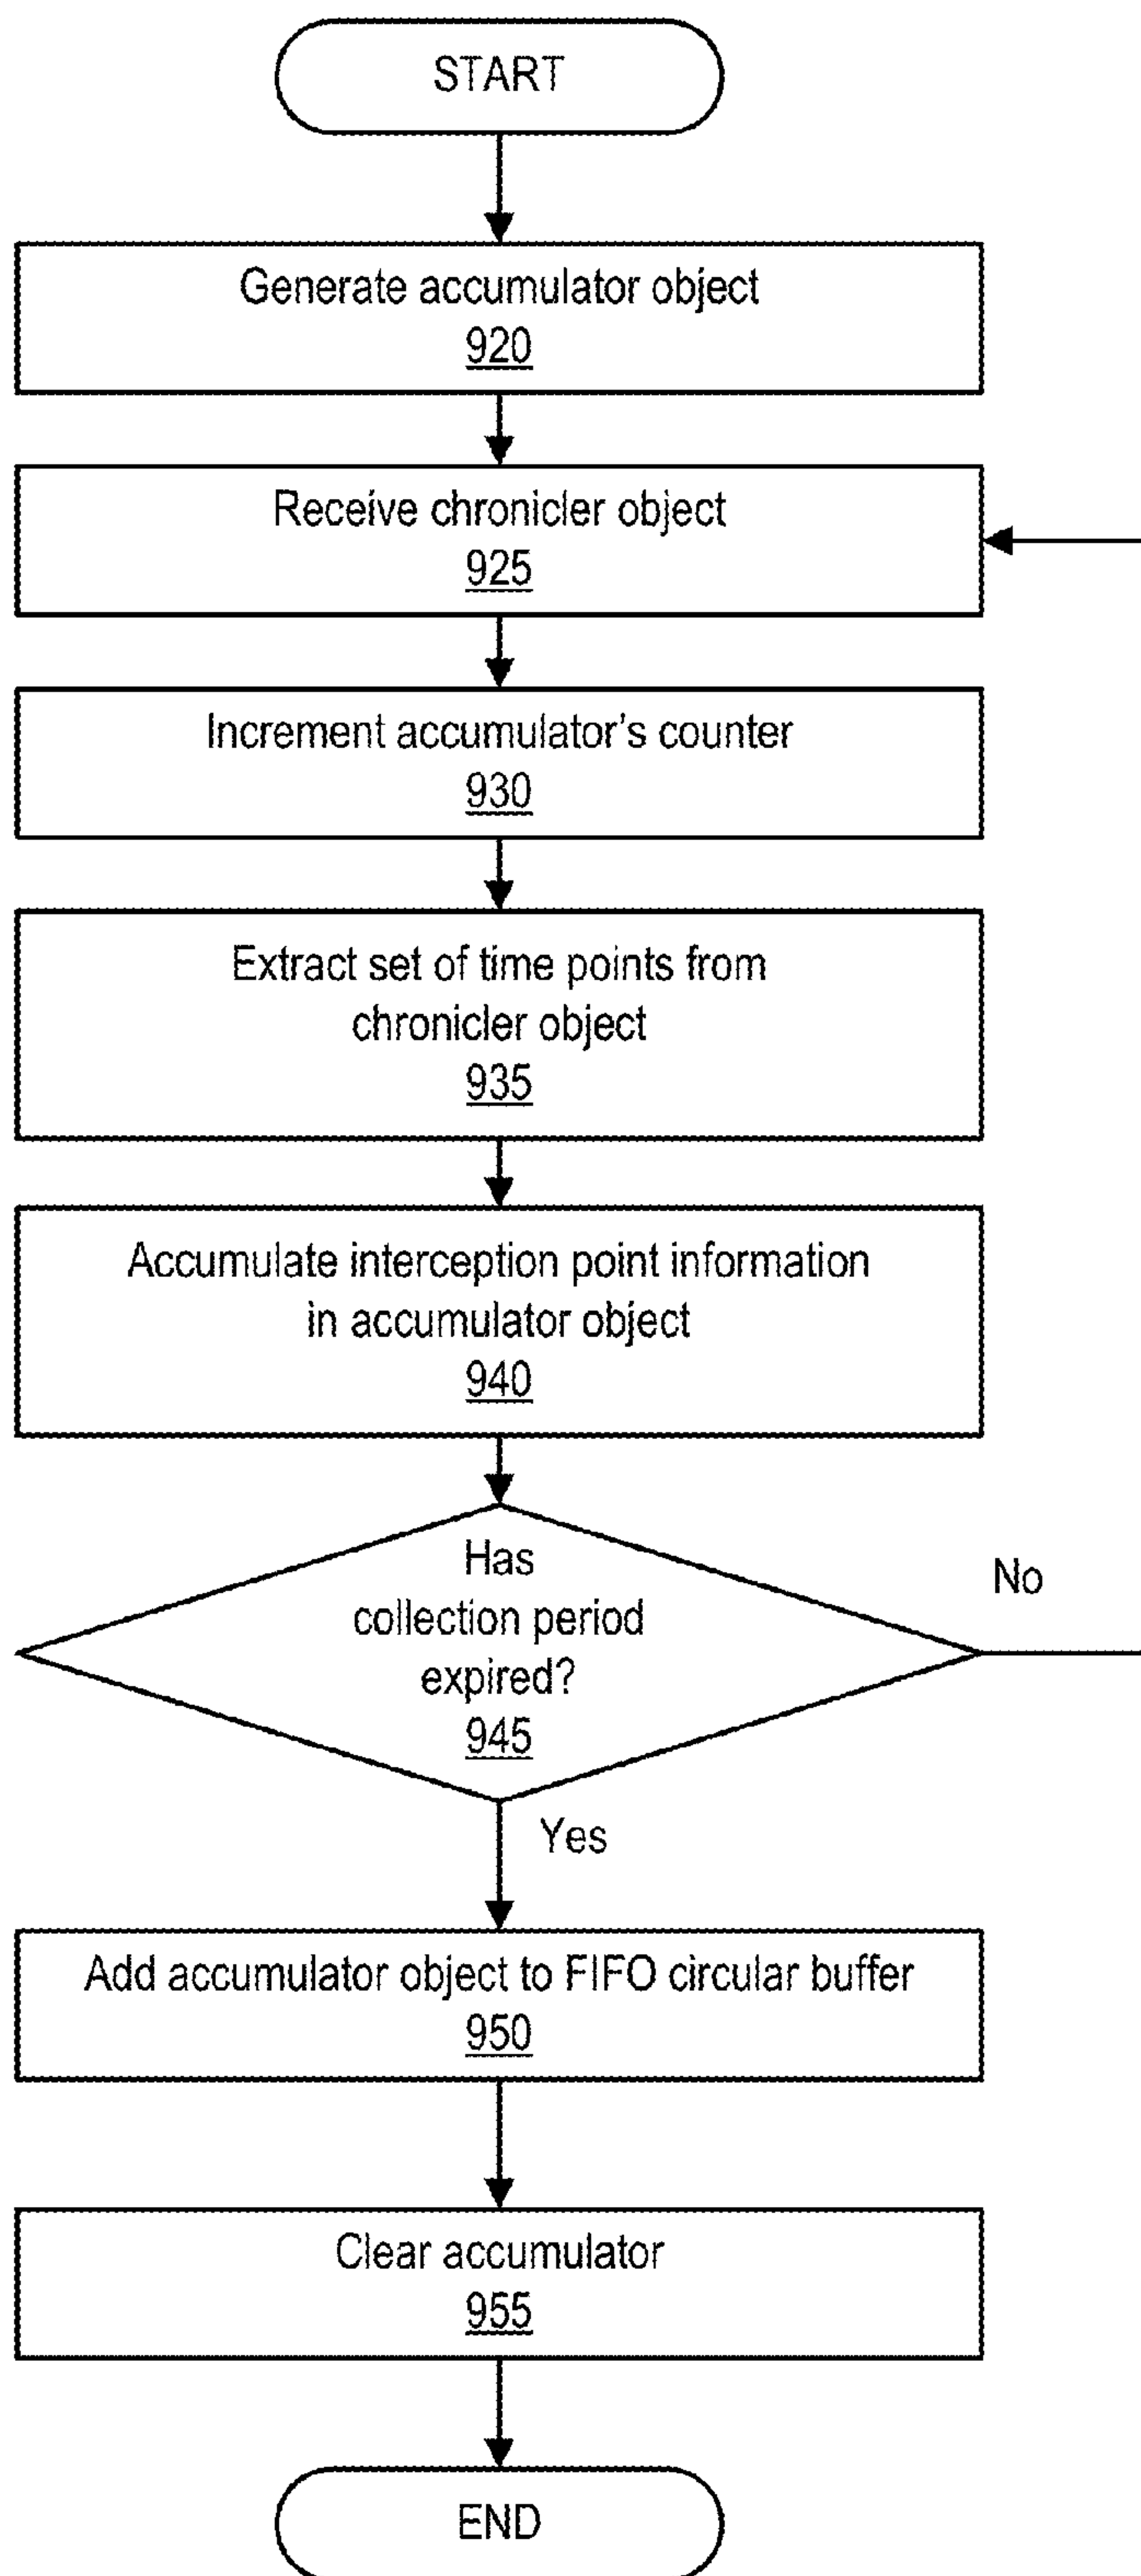 START
Generate accumulator object
920
Receive chronicler object
925
Increment accumulator's counter
930
Extract set of time points from
chronicler object
935
Accumulate interception point information
in accumulator object
940
Has
collection period
expired?
945
No
Yes
Add accumulator object to FIFO circular buffer
950
Clear accumulator
955
END